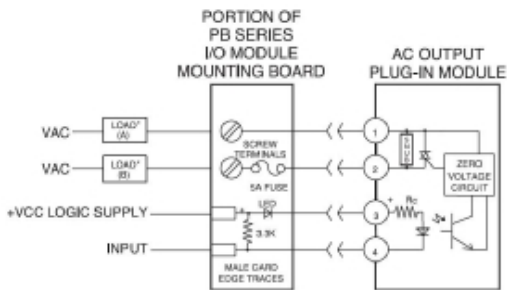 PORTION OF
PB SERIES
I/O MODULE
MOUNTING BOARD
AC OUTPUT
PLUG-IN MODULE
VAC
LOAD*
(A)
1
SCREW
TERMINALS
VAC
LOAD*
(B)
5A FUSE
2
ZERO
VOLTAGE
CIRCUIT
+VCC LOGIC SUPPLY
+
LED
3
+
Rc
3.3K
INPUT
4
MALE CARD
EDGE TRACES